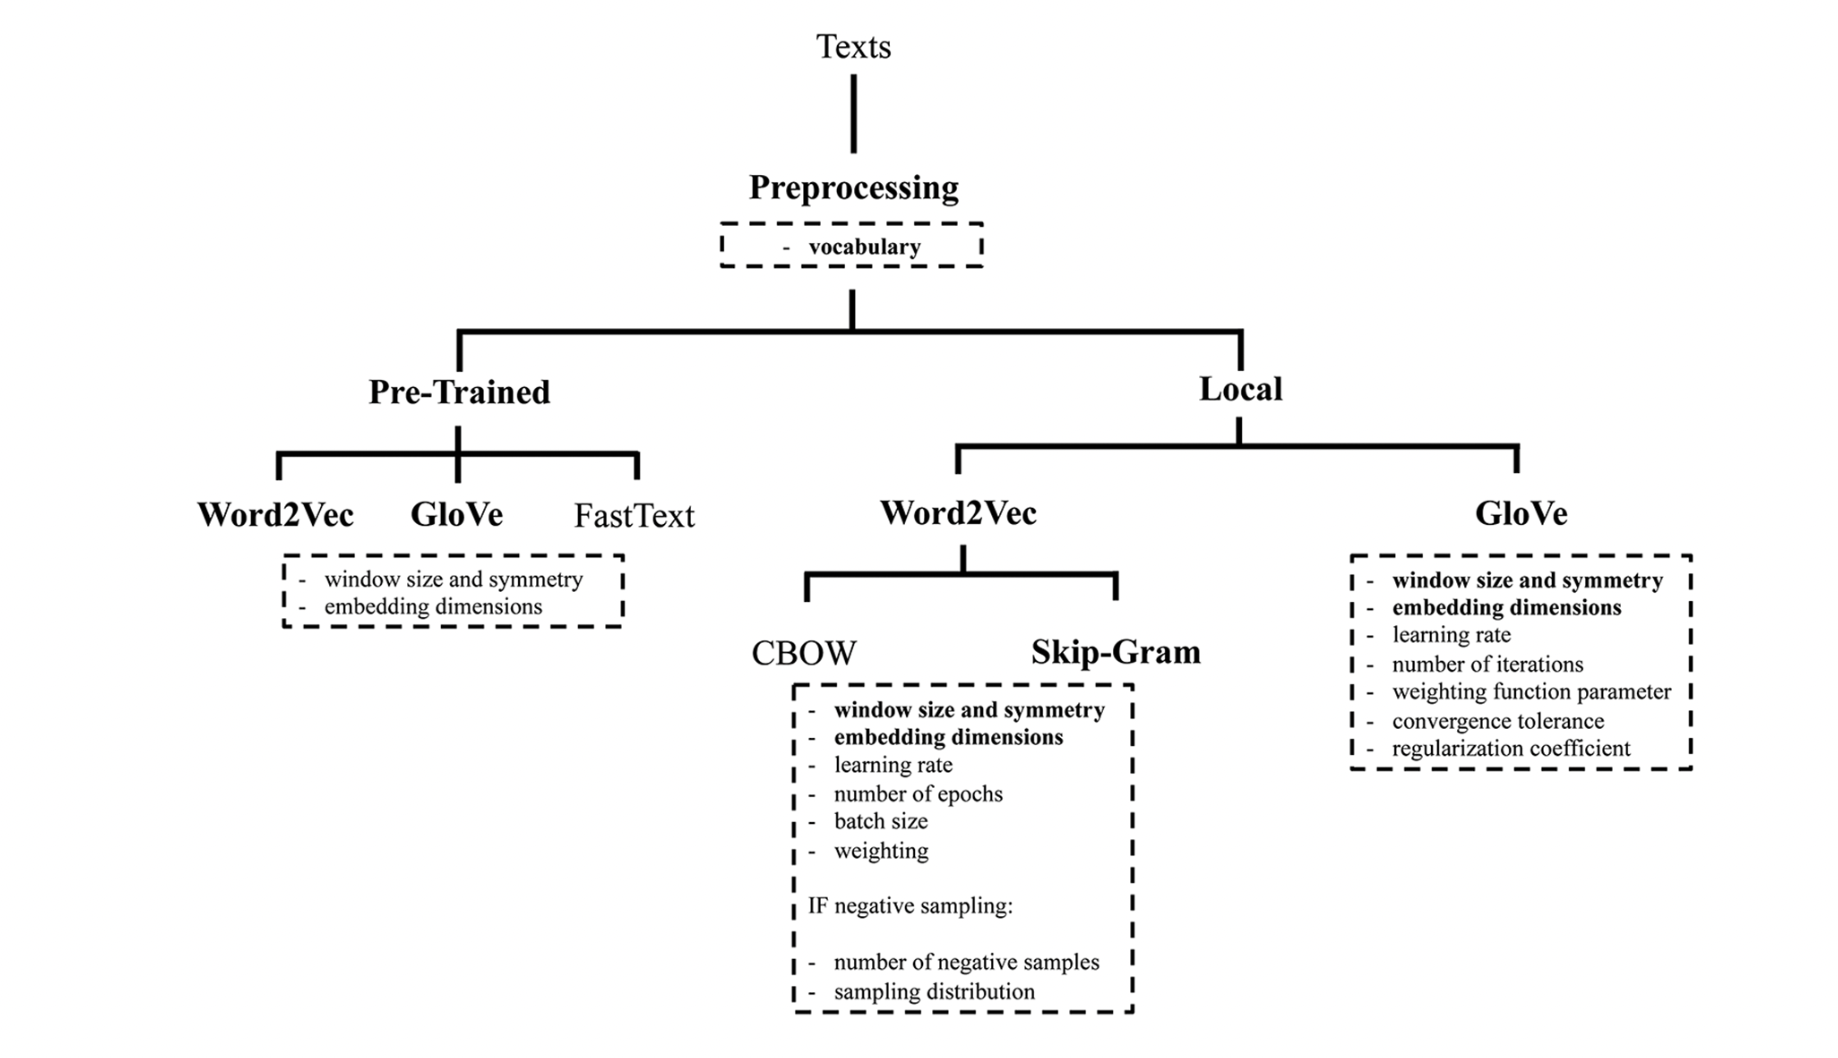 Texts
Preprocessing
- vocabulary
Pre-Trained
Local
Word2Vec
GloVe
FastText
- window size and symmetry
- embedding dimensions
Word2Vec
GloVe
CBOW
Skip-Gram
- window size and symmetry
- embedding dimensions
- learning rate
- number of epochs
- batch size
- weighting
IF negative sampling:
- number of negative samples
- sampling distribution
- window size and symmetry
- embedding dimensions
- learning rate
- number of iterations
- weighting function parameter
- convergence tolerance
- regularization coefficient